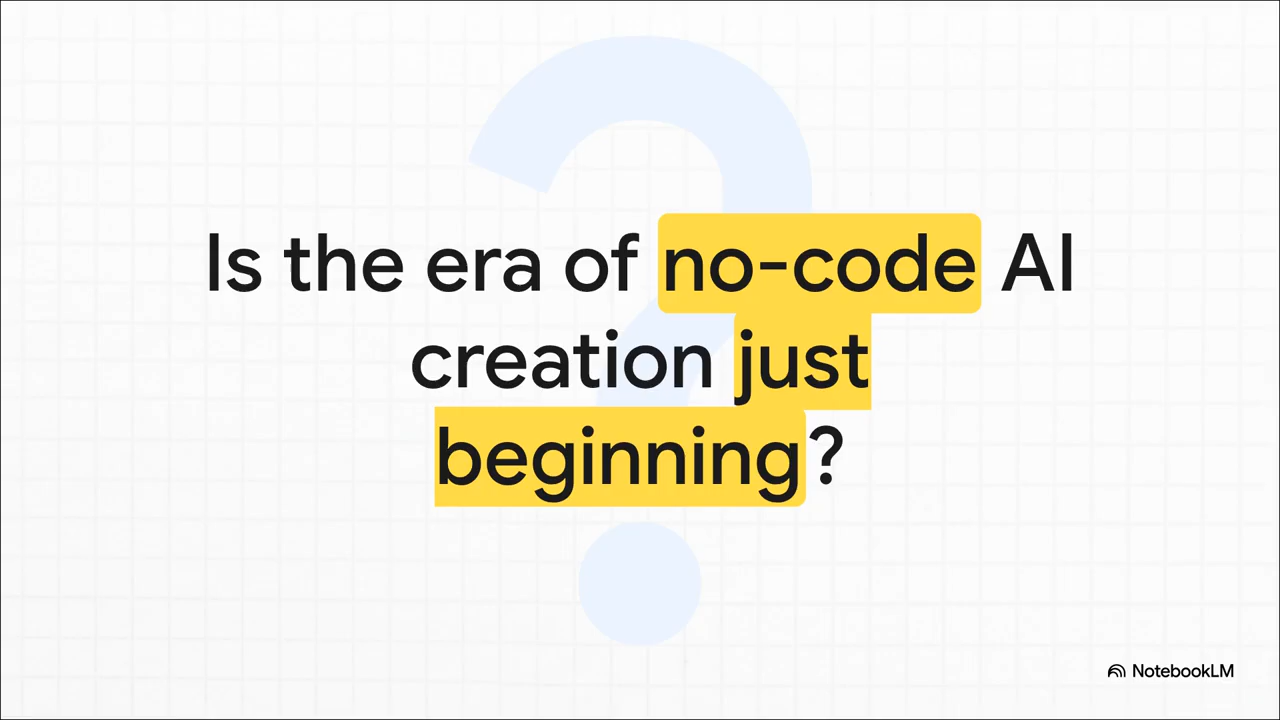 Is the era of no-code AI
creation just
beginning?
NotebookLM